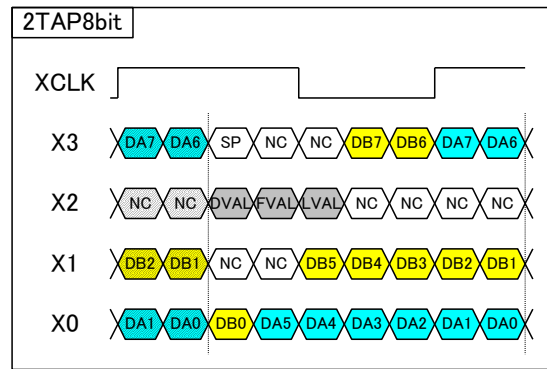 2TAP8bit
XCLK
X3 DA7 DA6 SP NC NC DB7 DB6 DA7 DA6
X2 NC NC DVAL FVAL LVAL NC NC NC NC
X1 DB2 DB1 NC NC DB5 DB4 DB3 DB2 DB1
X0 DA1 DA0 DB0 DA5 DA4 DA3 DA2 DA1 DA0